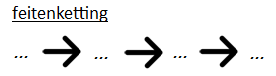 feitenketting
... → ... → ... → ...